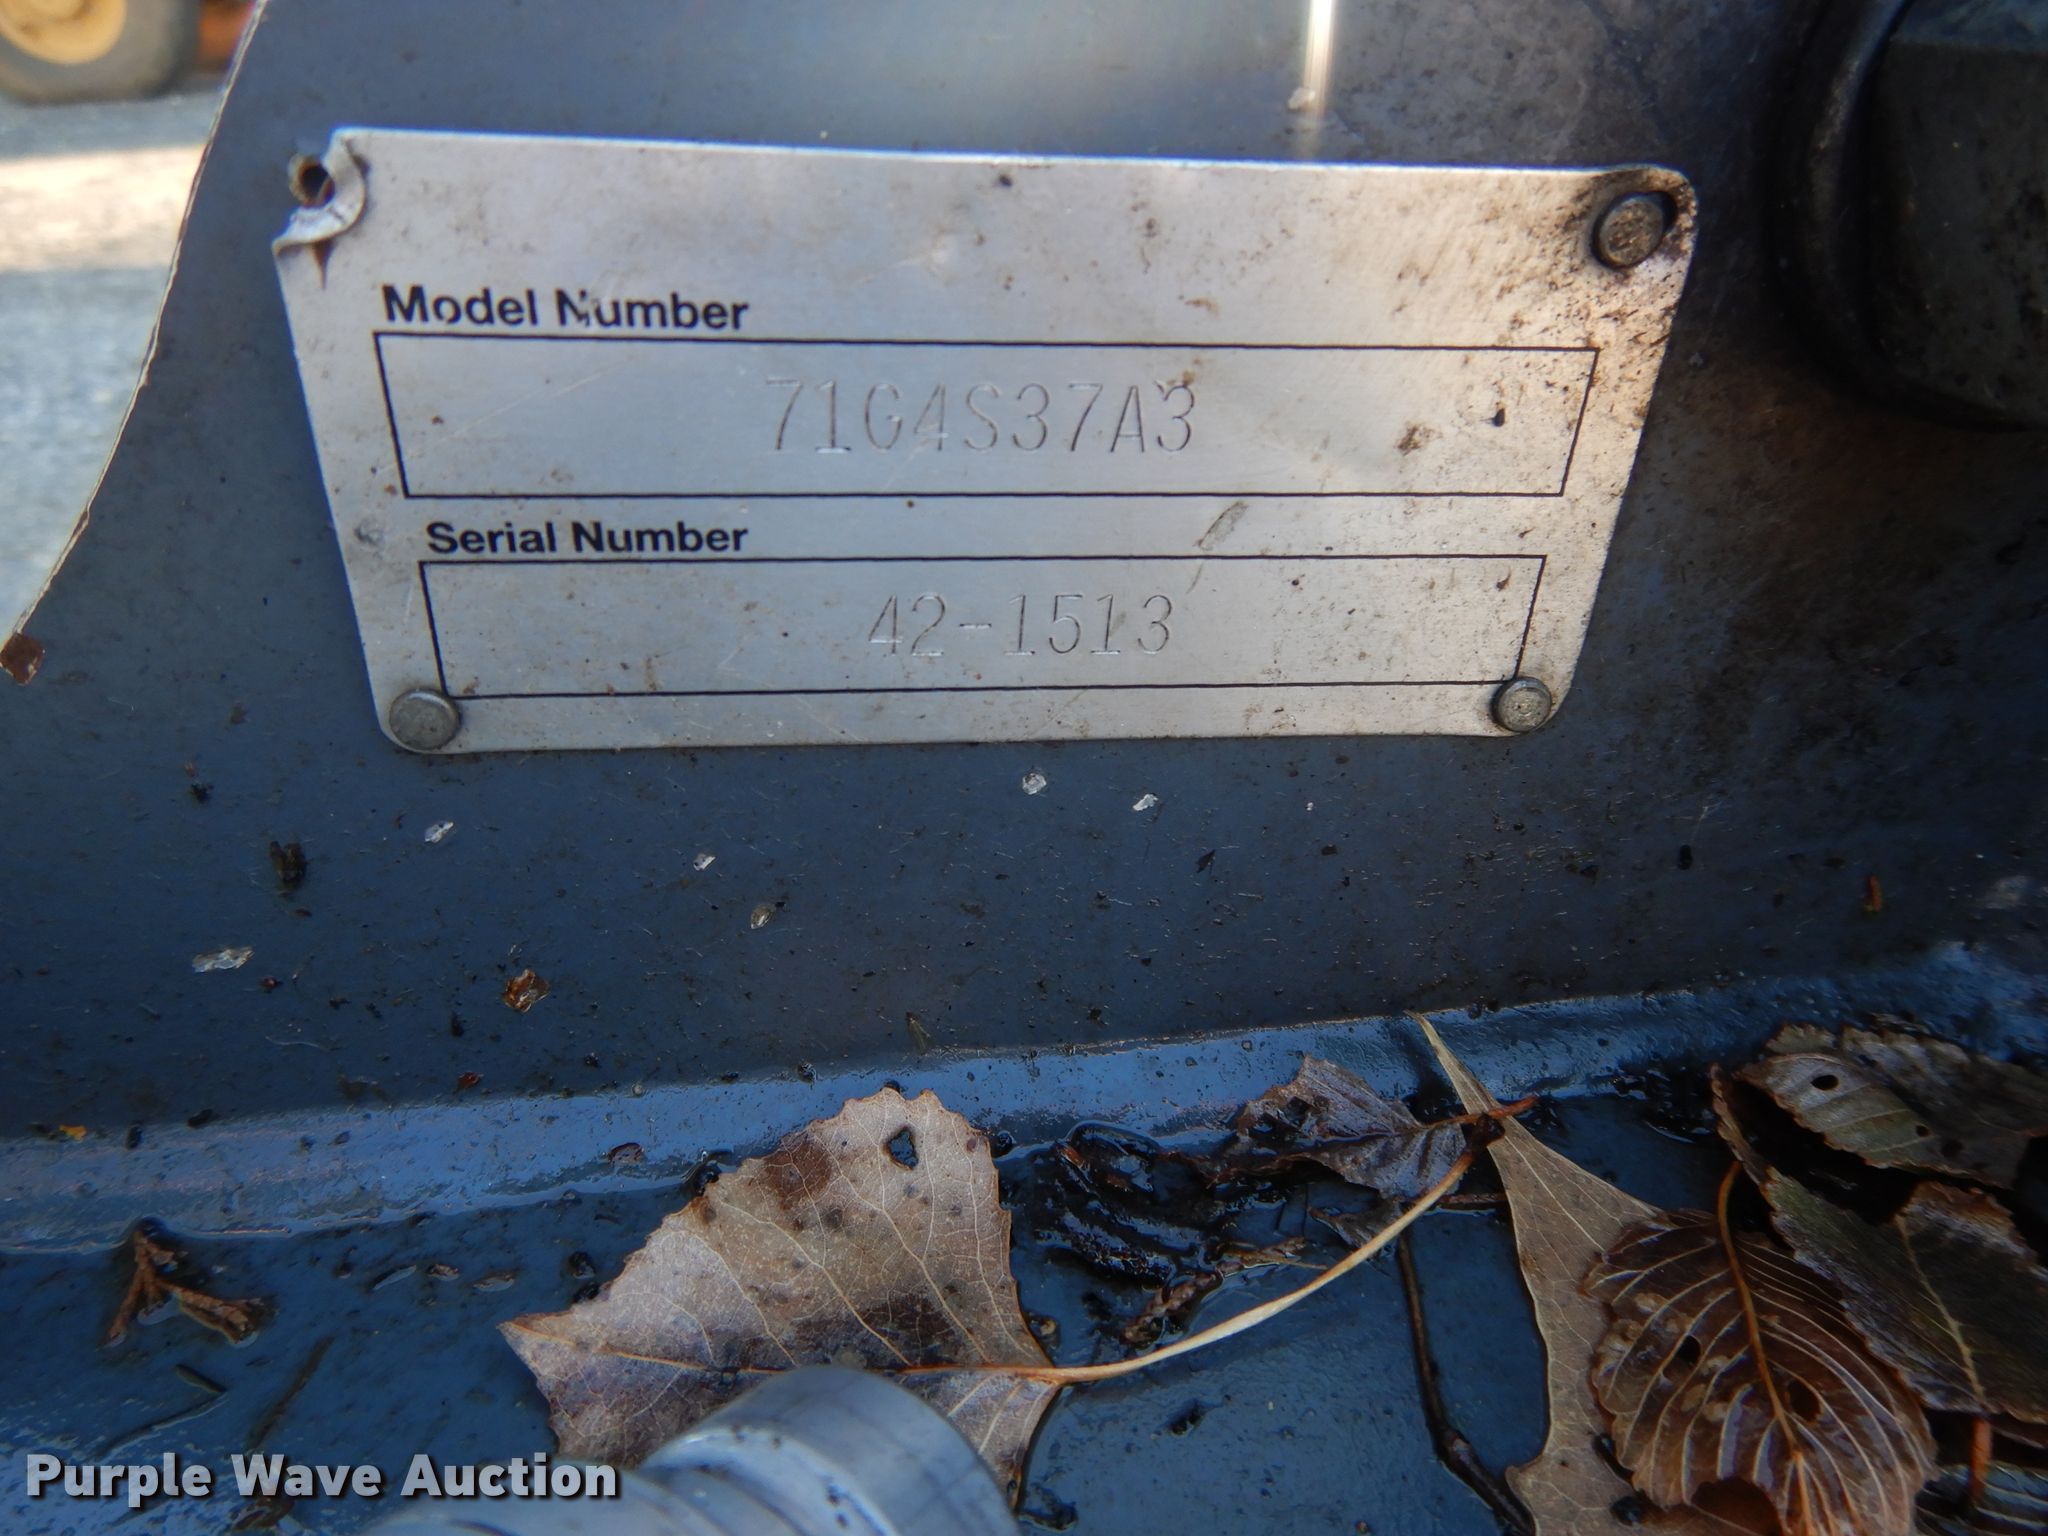 Model Number
71G4S37A3
Serial Number
42-1513
Purple Wave Auction